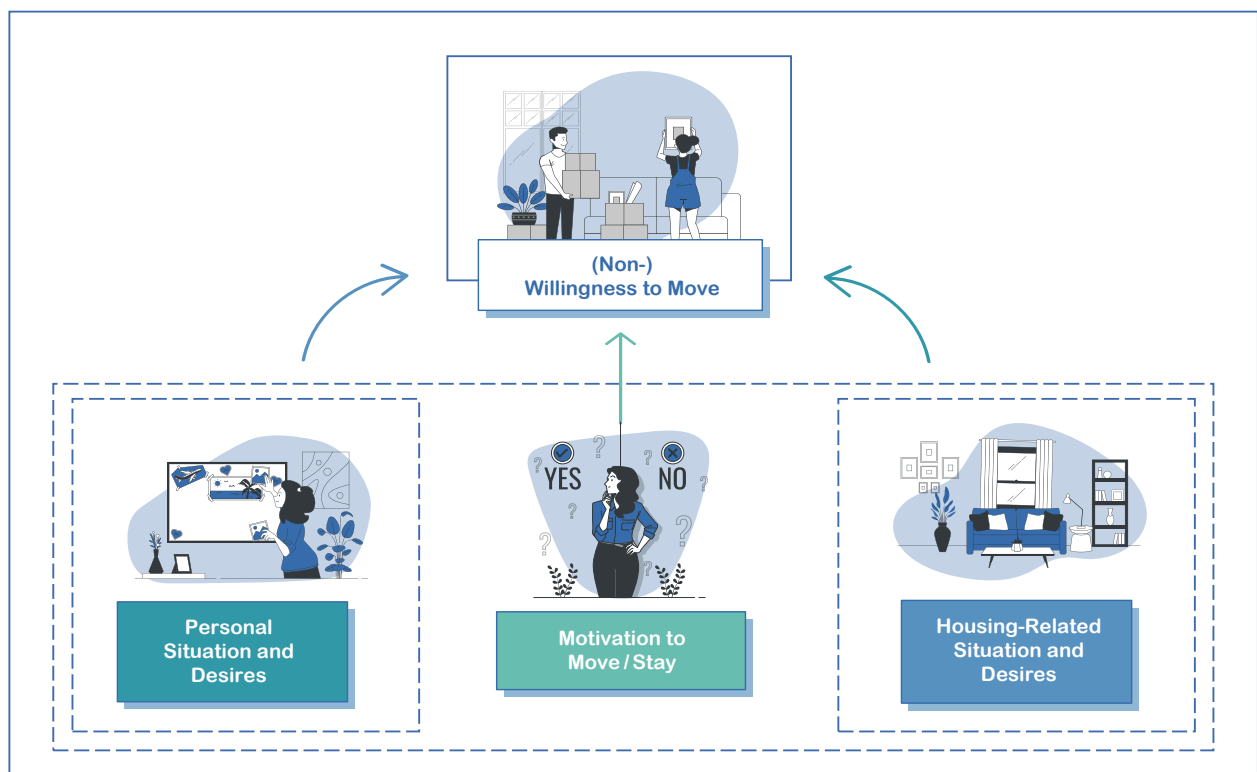 (Non-)
Willingness to Move
YES
NO
?
?
?
?
?
?
?
Personal
Situation and
Desires
Motivation to
Move / Stay
Housing-Related
Situation and
Desires